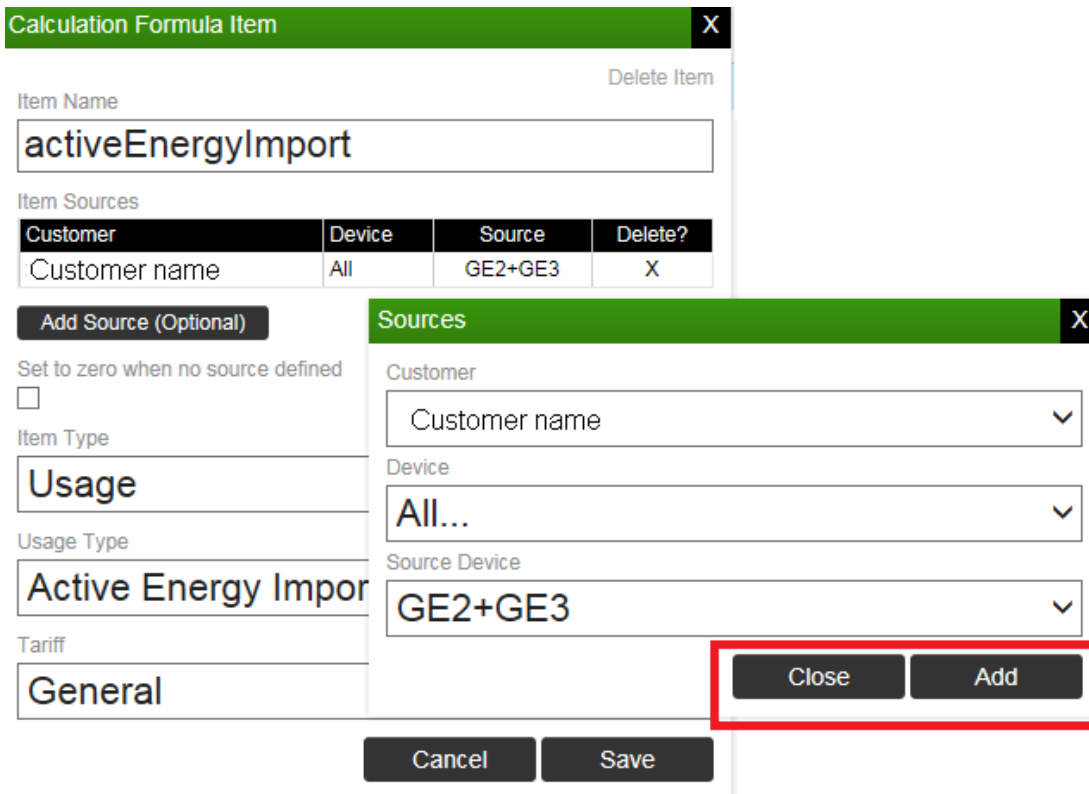 Calculation Formula Item X
Delete Item
Item Name
activeEnergyImport
Item Sources
Customer Device Source Delete?
Customer name All GE2+GE3 X
Add Source (Optional)
Set to zero when no source defined
Item Type
Usage
Usage Type
Active Energy Impor
Tariff
General
Cancel Save
Sources X
Customer
Customer name
Device
All...
Source Device
GE2+GE3
Close Add